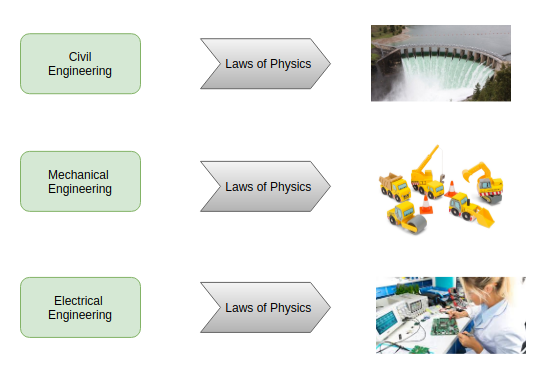 Civil
Engineering
Laws of Physics
Mechanical
Engineering
Laws of Physics
Electrical
Engineering
Laws of Physics